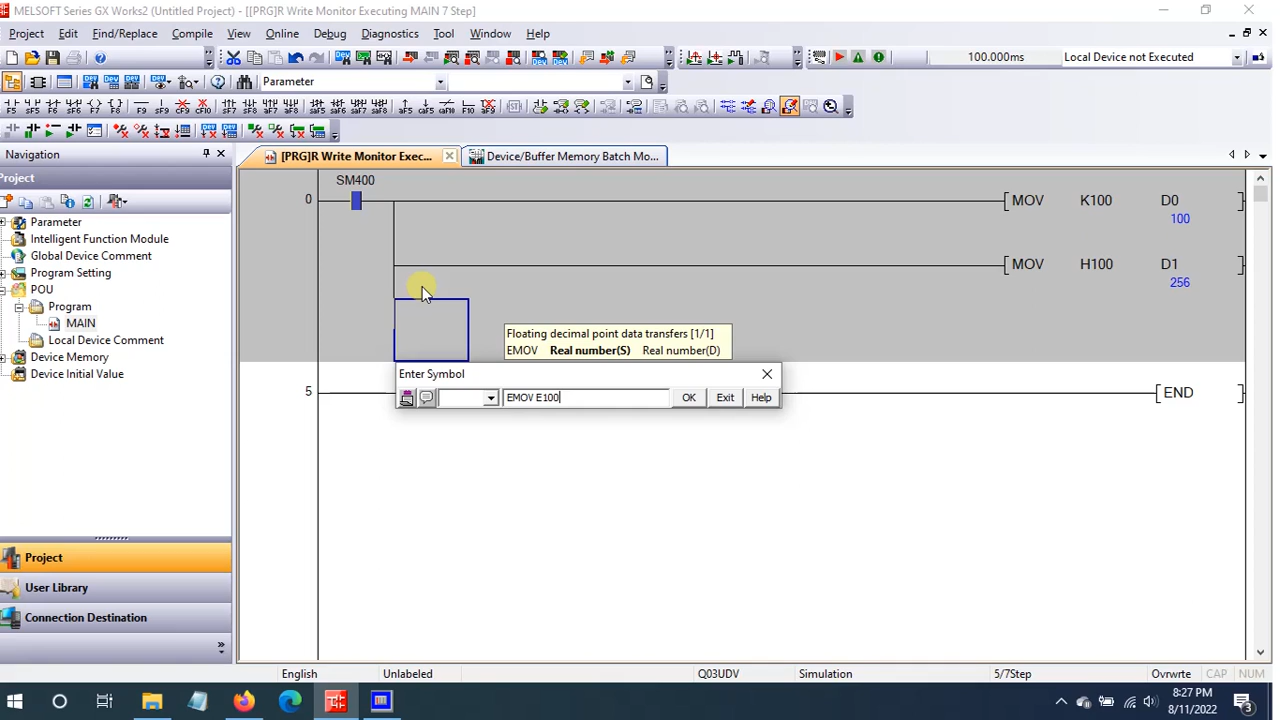 MELSOFT Series GX Works2 (Untitled Project) - [[PRG]R Write Monitor Executing MAIN 7 Step]
Project Edit Find/Replace Compile View Online Debug Diagnostics Tool Window Help
100.000ms Local Device not Executed
Parameter
Navigation
[PRG]R Write Monitor Exec...
Device/Buffer Memory Batch Mo...
Project
Parameter
Intelligent Function Module
Global Device Comment
Program Setting
POU
Program
MAIN
Local Device Comment
Device Memory
Device Initial Value
Project
User Library
Connection Destination
SM400
0 MOV K100 D0
100
MOV H100 D1
256
Floating decimal point data transfers [1/1]
EMOV Real number(S) Real number(D)
Enter Symbol
EMOV E100 OK Exit Help
5 END
English Unlabeled Q03UDV Simulation 5/7Step Ovrwrte CAP NUM
8:27 PM
8/11/2022
3